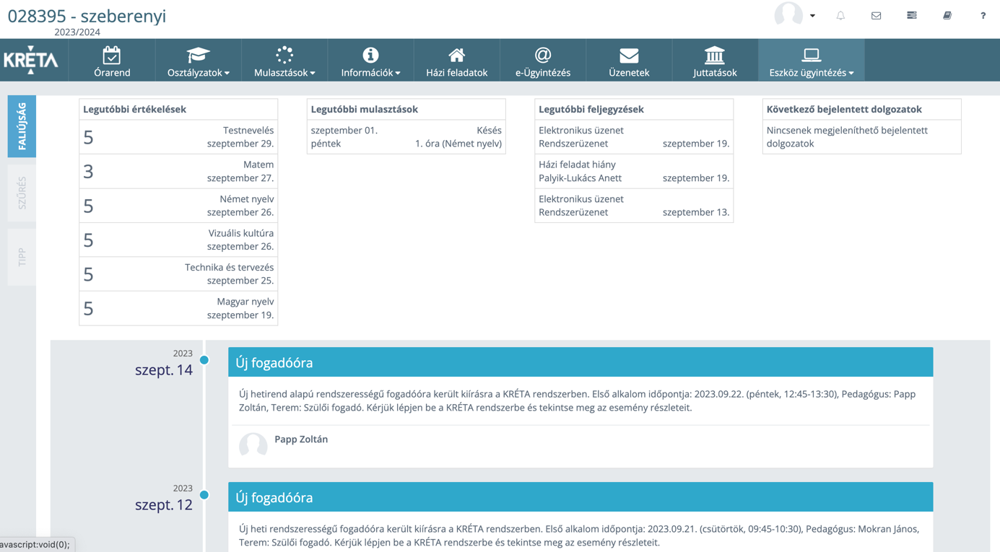 028395 - szeberenyi
2023/2024
KRÉTA
Órarend
Osztályzatok
Mulasztások
Információk
Házi feladatok
e-Ügyintézés
Üzenetek
Juttatások
Eszköz ügyintézés
FALIÚJSÁG
SZŰRÉS
TIPP
Legutóbbi értékelések
5 Testnevelés
szeptember 29.
3 Matem
szeptember 27.
5 Német nyelv
szeptember 26.
5 Vizuális kultúra
szeptember 26.
5 Technika és tervezés
szeptember 25.
5 Magyar nyelv
szeptember 19.
Legutóbbi mulasztások
szeptember 01. Késés
péntek 1. óra (Német nyelv)
Legutóbbi feljegyzések
Elektronikus üzenet
Rendszerüzenet szeptember 19.
Házi feladat hiány
Palyik-Lukács Anett szeptember 19.
Elektronikus üzenet
Rendszerüzenet szeptember 13.
Következő bejelentett dolgozatok
Nincsenek megjeleníthető bejelentett
dolgozatok
2023
szept. 14
Új fogadóóra
Új hetirend alapú rendszerességű fogadóóra került kiírásra a KRÉTA rendszerben. Első alkalom időpontja: 2023.09.22. (péntek, 12:45-13:30), Pedagógus: Papp
Zoltán, Terem: Szülői fogadó. Kérjük lépjen be a KRÉTA rendszerbe és tekintse meg az esemény részleteit.
Papp Zoltán
2023
szept. 12
Új fogadóóra
Új heti rendszerességű fogadóóra került kiírásra a KRÉTA rendszerben. Első alkalom időpontja: 2023.09.21. (csütörtök, 09:45-10:30), Pedagógus: Mokran János,
Terem: Szülői fogadó. Kérjük lépjen be a KRÉTA rendszerbe és tekintse meg az esemény részleteit.
avascript:void(0);